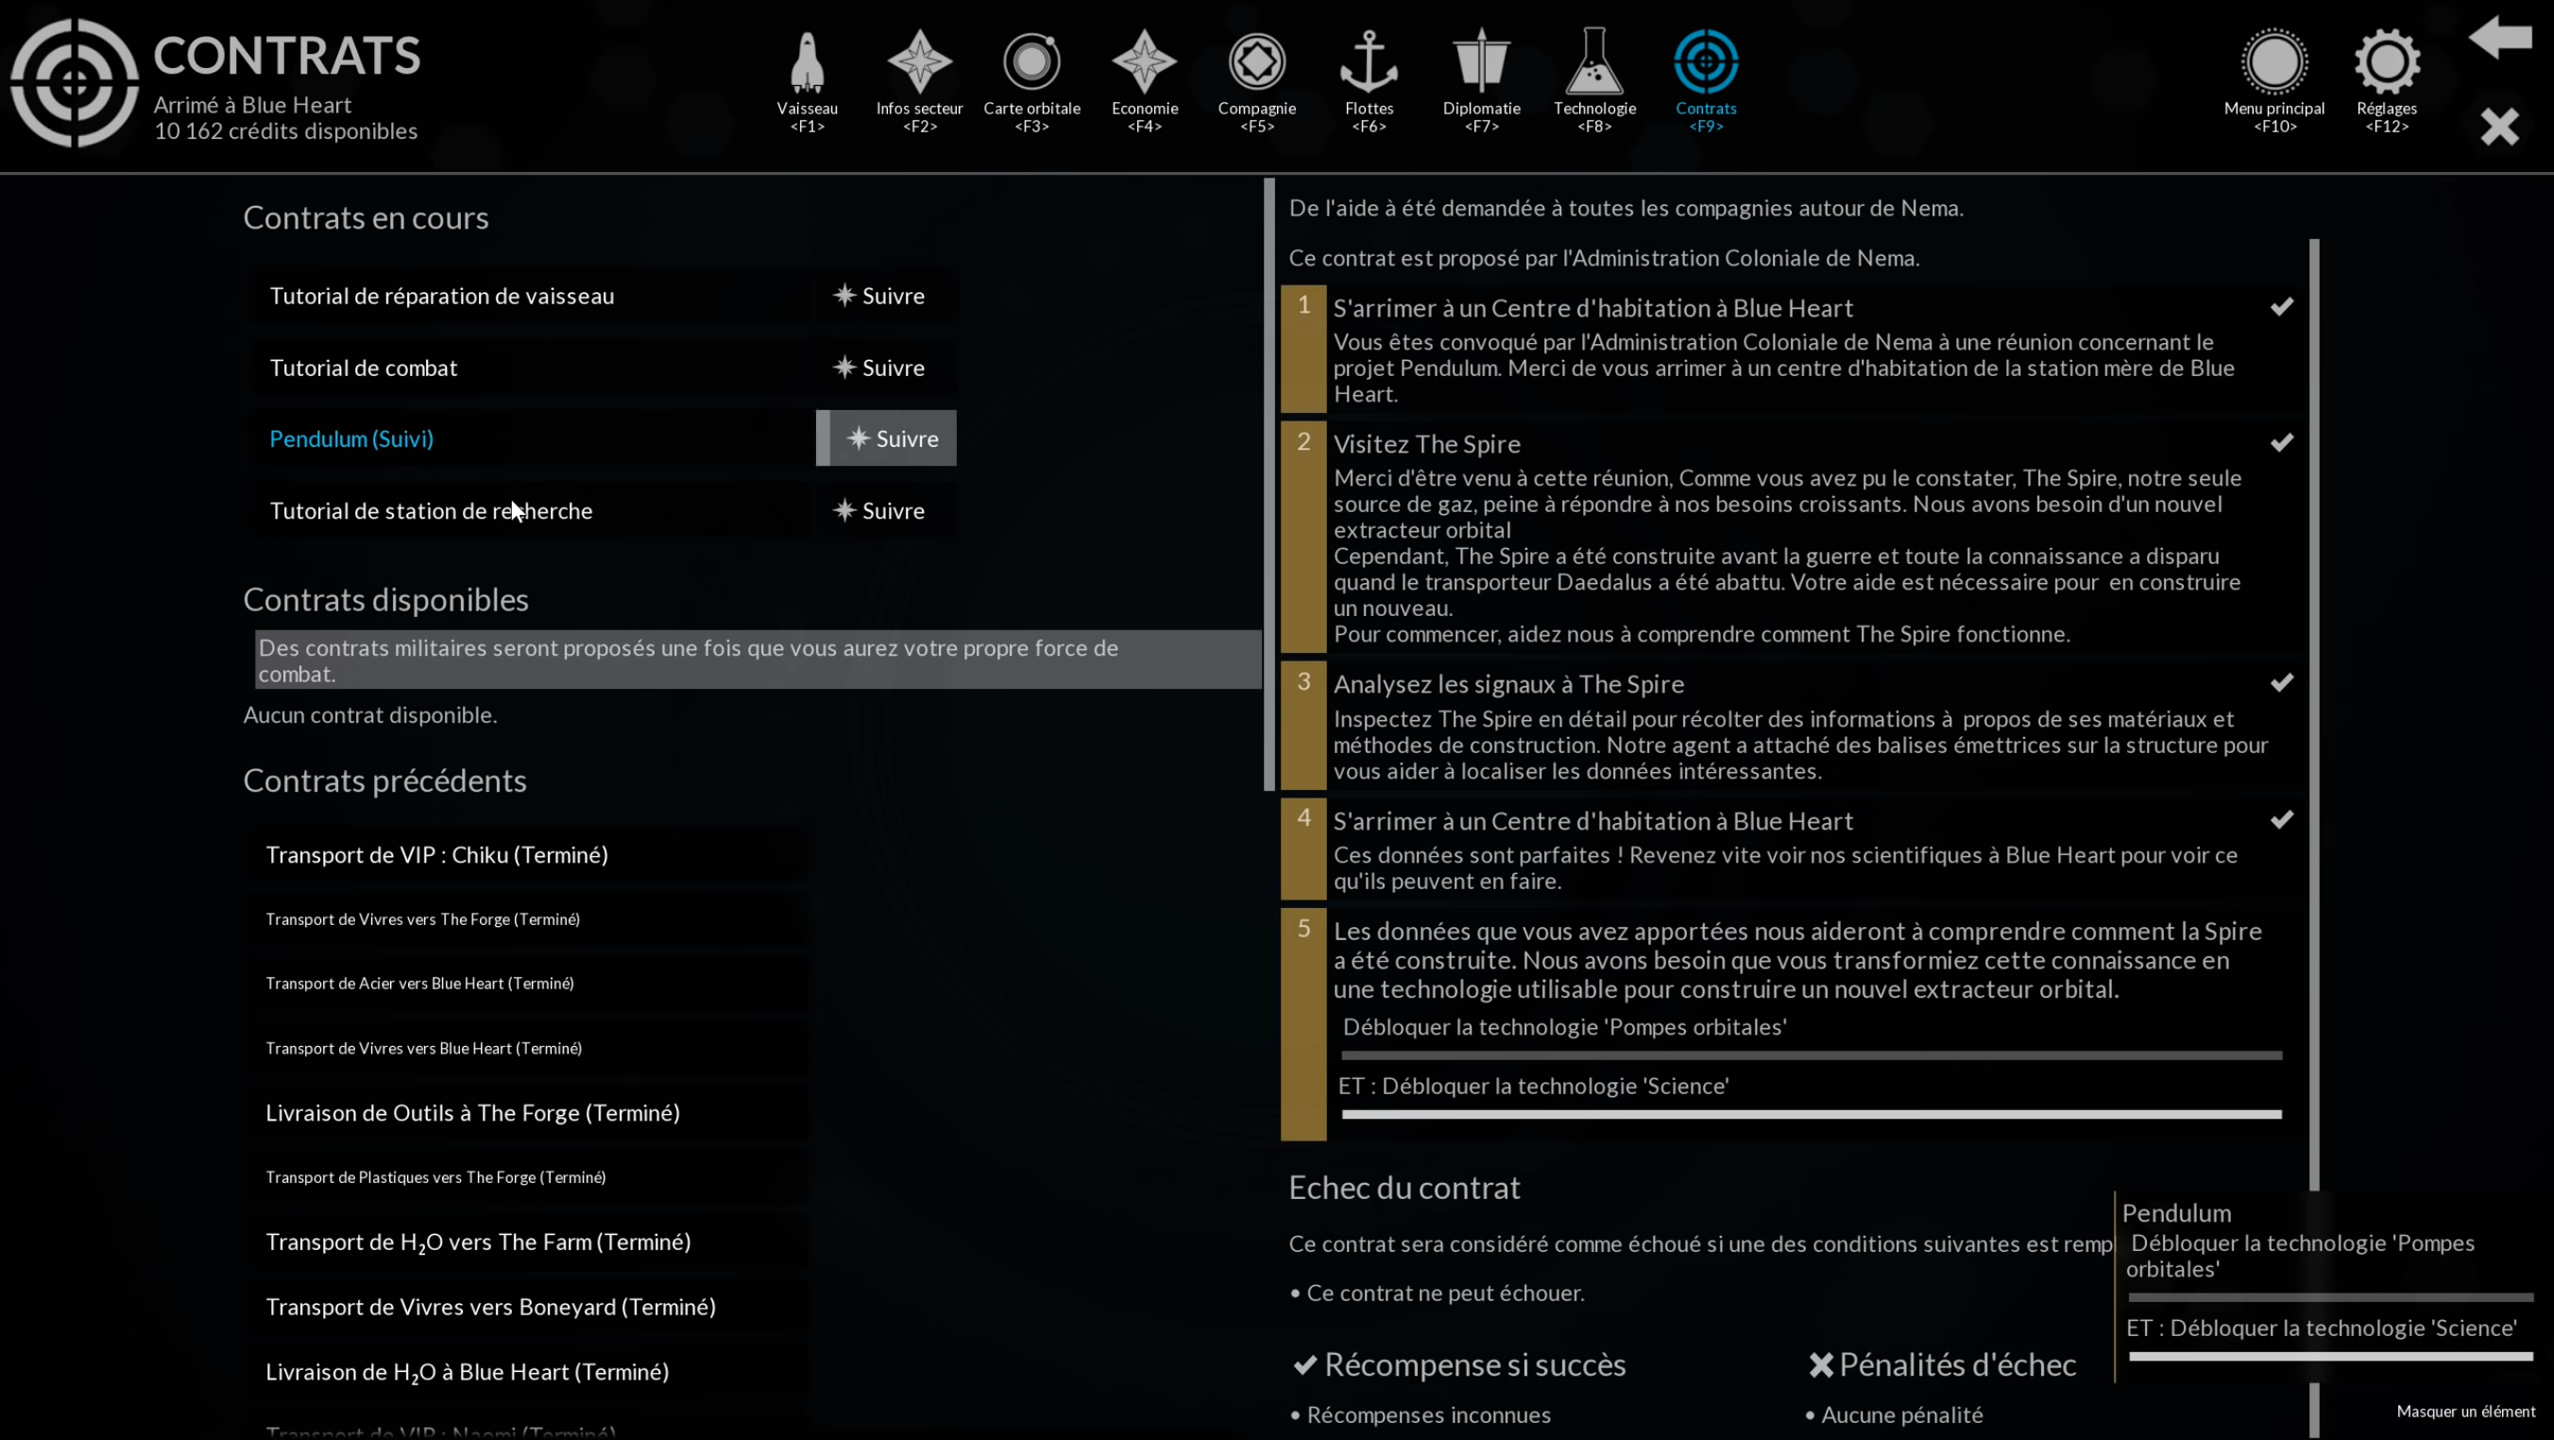 CONTRATS
Arrimé à Blue Heart
10 162 crédits disponibles
Vaisseau
<F1>
Infos secteur
<F2>
Carte orbitale
<F3>
Economie
<F4>
Compagnie
<F5>
Flottes
<F6>
Diplomatie
<F7>
Technologie
<F8>
Contrats
<F9>
Menu principal
<F10>
Réglages
<F12>
Contrats en cours
Tutorial de réparation de vaisseau
Suivre
Tutorial de combat
Suivre
Pendulum (Suivi)
Suivre
Tutorial de station de recherche
Suivre
Contrats disponibles
Des contrats militaires seront proposés une fois que vous aurez votre propre force de
combat.
Aucun contrat disponible.
Contrats précédents
Transport de VIP : Chiku (Terminé)
Transport de Vivres vers The Forge (Terminé)
Transport de Acier vers Blue Heart (Terminé)
Transport de Vivres vers Blue Heart (Terminé)
Livraison de Outils à The Forge (Terminé)
Transport de Plastiques vers The Forge (Terminé)
Transport de H₂O vers The Farm (Terminé)
Transport de Vivres vers Boneyard (Terminé)
Livraison de H₂O à Blue Heart (Terminé)
Transport de VIP : Naomi (Terminé)
De l'aide à été demandée à toutes les compagnies autour de Nema.
Ce contrat est proposé par l'Administration Coloniale de Nema.
1
S'arrimer à un Centre d'habitation à Blue Heart
Vous êtes convoqué par l'Administration Coloniale de Nema à une réunion concernant le
projet Pendulum. Merci de vous arrimer à un centre d'habitation de la station mère de Blue
Heart.
2
Visitez The Spire
Merci d'être venu à cette réunion, Comme vous avez pu le constater, The Spire, notre seule
source de gaz, peine à répondre à nos besoins croissants. Nous avons besoin d'un nouvel
extracteur orbital
Cependant, The Spire a été construite avant la guerre et toute la connaissance a disparu
quand le transporteur Daedalus a été abattu. Votre aide est nécessaire pour  en construire
un nouveau.
Pour commencer, aidez nous à comprendre comment The Spire fonctionne.
3
Analysez les signaux à The Spire
Inspectez The Spire en détail pour récolter des informations à  propos de ses matériaux et
méthodes de construction. Notre agent a attaché des balises émettrices sur la structure pour
vous aider à localiser les données intéressantes.
4
S'arrimer à un Centre d'habitation à Blue Heart
Ces données sont parfaites ! Revenez vite voir nos scientifiques à Blue Heart pour voir ce
qu'ils peuvent en faire.
5
Les données que vous avez apportées nous aideront à comprendre comment la Spire
a été construite. Nous avons besoin que vous transformiez cette connaissance en
une technologie utilisable pour construire un nouvel extracteur orbital.
Débloquer la technologie 'Pompes orbitales'
ET : Débloquer la technologie 'Science'
Echec du contrat
Ce contrat sera considéré comme échoué si une des conditions suivantes est rempl
• Ce contrat ne peut échouer.
Récompense si succès
• Récompenses inconnues
Pénalités d'échec
• Aucune pénalité
Pendulum
Débloquer la technologie 'Pompes
orbitales'
ET : Débloquer la technologie 'Science'
Masquer un élément